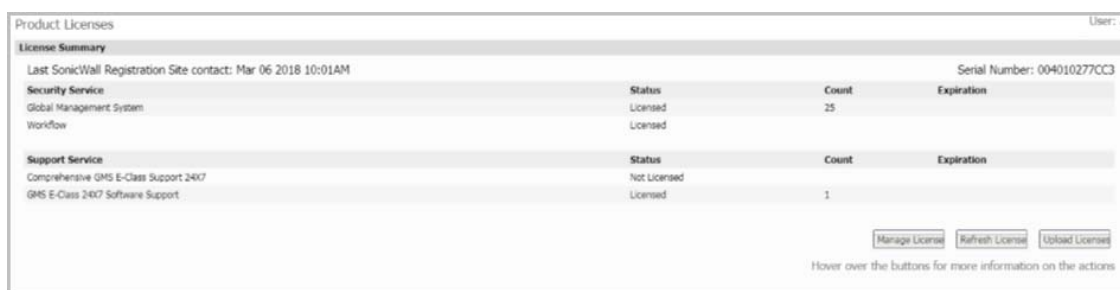 Product Licenses User:
License Summary
Last SonicWall Registration Site contact: Mar 06 2018 10:01AM Serial Number: 004010277CC3
Security Service Status Count Expiration
Global Management System Licensed 25
Workflow Licensed
Support Service Status Count Expiration
Comprehensive GMS E-Class Support 24X7 Not Licensed
GMS E-Class 24X7 Software Support Licensed 1
Manage License Refresh License Upload Licenses
Hover over the buttons for more information on the actions